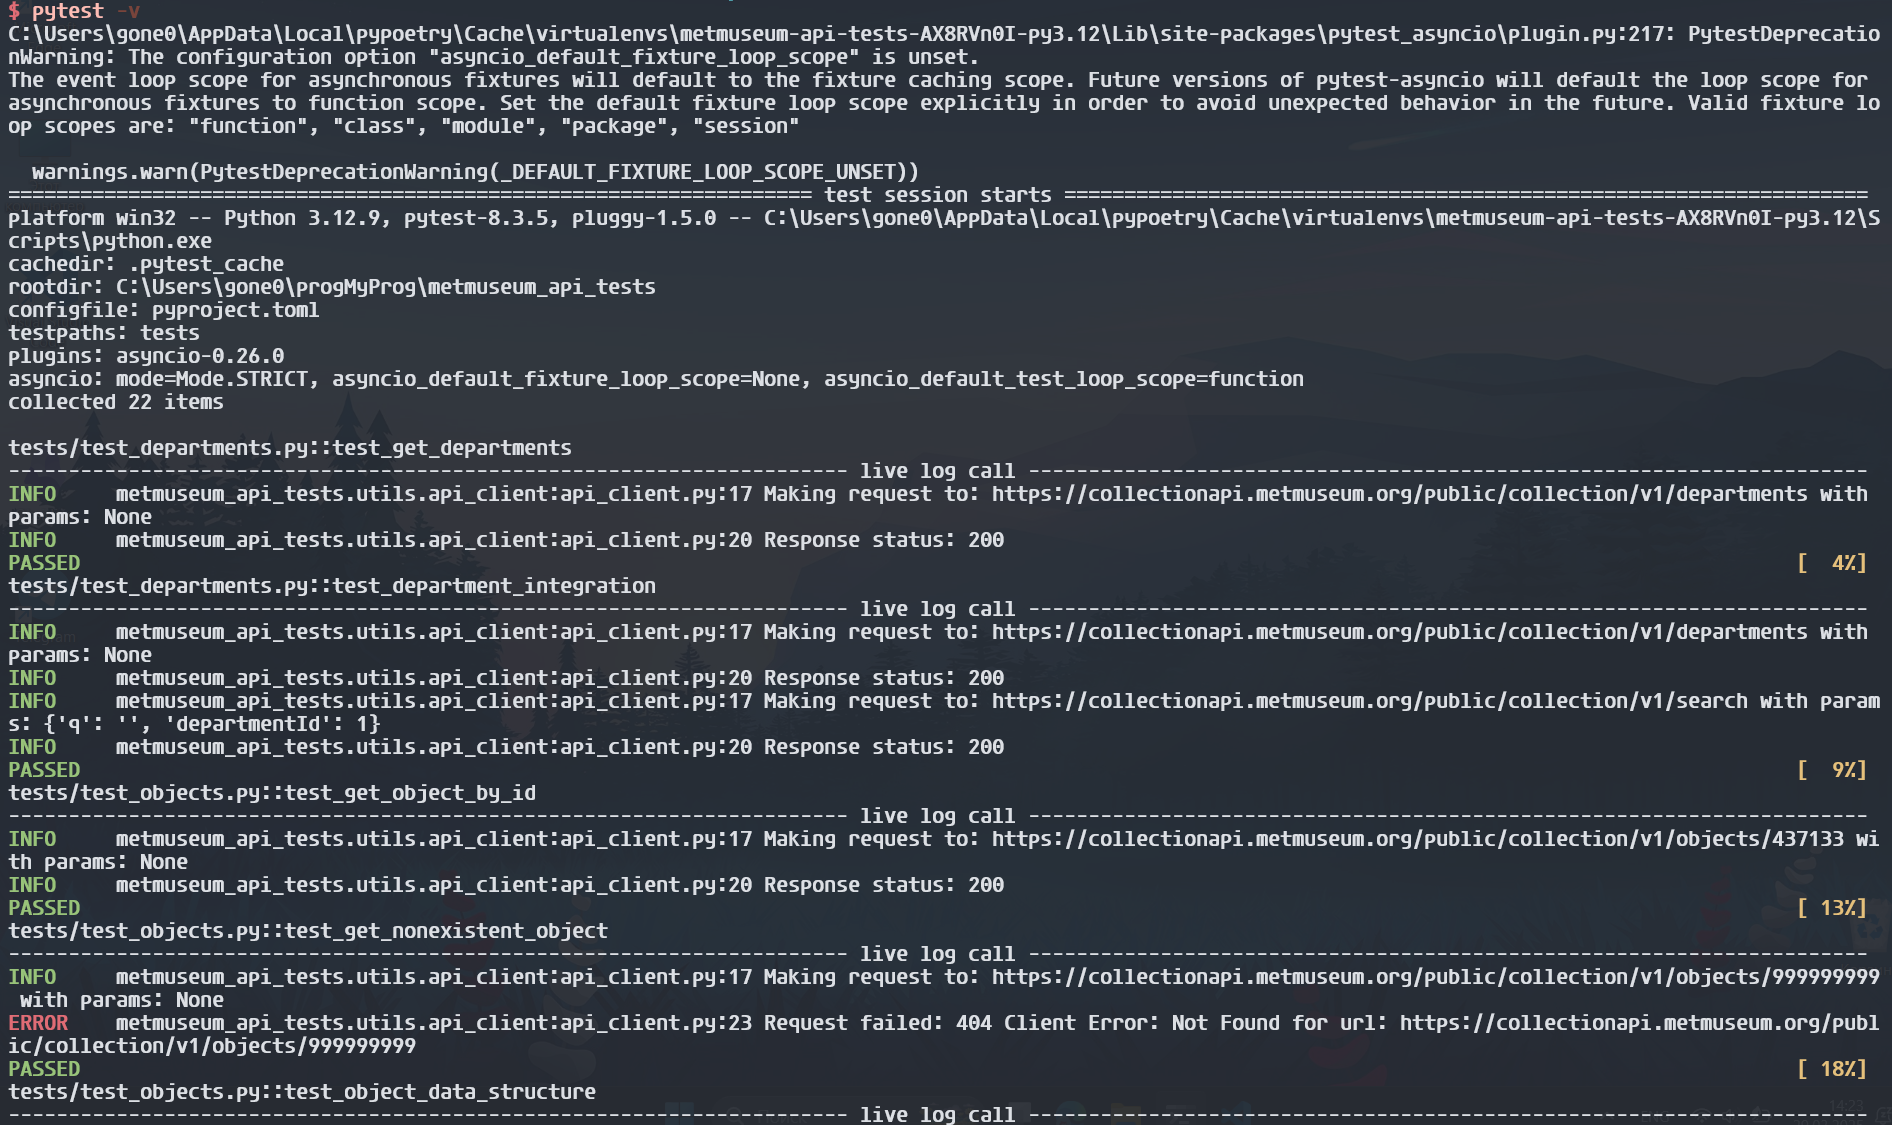 $ pytest -v
C:\Users\gone0\AppData\Local\pypoetry\Cache\virtualenvs\metmuseum-api-tests-AX8RVn0I-py3.12\Lib\site-packages\pytest_asyncio\plugin.py:217: PytestDeprecatio
nWarning: The configuration option "asyncio_default_fixture_loop_scope" is unset.
The event loop scope for asynchronous fixtures will default to the fixture caching scope. Future versions of pytest-asyncio will default the loop scope for
asynchronous fixtures to function scope. Set the default fixture loop scope explicitly in order to avoid unexpected behavior in the future. Valid fixture lo
op scopes are: "function", "class", "module", "package", "session"
  warnings.warn(PytestDeprecationWarning(_DEFAULT_FIXTURE_LOOP_SCOPE_UNSET))
=================================================================== test session starts ===================================================================
platform win32 -- Python 3.12.9, pytest-8.3.5, pluggy-1.5.0 -- C:\Users\gone0\AppData\Local\pypoetry\Cache\virtualenvs\metmuseum-api-tests-AX8RVn0I-py3.12\S
cripts\python.exe
cachedir: .pytest_cache
rootdir: C:\Users\gone0\progMyProg\metmuseum_api_tests
configfile: pyproject.toml
testpaths: tests
plugins: asyncio-0.26.0
asyncio: mode=Mode.STRICT, asyncio_default_fixture_loop_scope=None, asyncio_default_test_loop_scope=function
collected 22 items
tests/test_departments.py::test_get_departments
---------------------------------------------------------------------- live log call ----------------------------------------------------------------------
INFO     metmuseum_api_tests.utils.api_client:api_client.py:17 Making request to: https://collectionapi.metmuseum.org/public/collection/v1/departments with
params: None
INFO     metmuseum_api_tests.utils.api_client:api_client.py:20 Response status: 200
PASSED [  4%]
tests/test_departments.py::test_department_integration
---------------------------------------------------------------------- live log call ----------------------------------------------------------------------
INFO     metmuseum_api_tests.utils.api_client:api_client.py:17 Making request to: https://collectionapi.metmuseum.org/public/collection/v1/departments with
params: None
INFO     metmuseum_api_tests.utils.api_client:api_client.py:20 Response status: 200
INFO     metmuseum_api_tests.utils.api_client:api_client.py:17 Making request to: https://collectionapi.metmuseum.org/public/collection/v1/search with param
s: {'q': '', 'departmentId': 1}
INFO     metmuseum_api_tests.utils.api_client:api_client.py:20 Response status: 200
PASSED [  9%]
tests/test_objects.py::test_get_object_by_id
---------------------------------------------------------------------- live log call ----------------------------------------------------------------------
INFO     metmuseum_api_tests.utils.api_client:api_client.py:17 Making request to: https://collectionapi.metmuseum.org/public/collection/v1/objects/437133 wi
th params: None
INFO     metmuseum_api_tests.utils.api_client:api_client.py:20 Response status: 200
PASSED [ 13%]
tests/test_objects.py::test_get_nonexistent_object
---------------------------------------------------------------------- live log call ----------------------------------------------------------------------
INFO     metmuseum_api_tests.utils.api_client:api_client.py:17 Making request to: https://collectionapi.metmuseum.org/public/collection/v1/objects/999999999
 with params: None
ERROR    metmuseum_api_tests.utils.api_client:api_client.py:23 Request failed: 404 Client Error: Not Found for url: https://collectionapi.metmuseum.org/publ
ic/collection/v1/objects/999999999
PASSED [ 18%]
tests/test_objects.py::test_object_data_structure
---------------------------------------------------------------------- live log call ----------------------------------------------------------------------